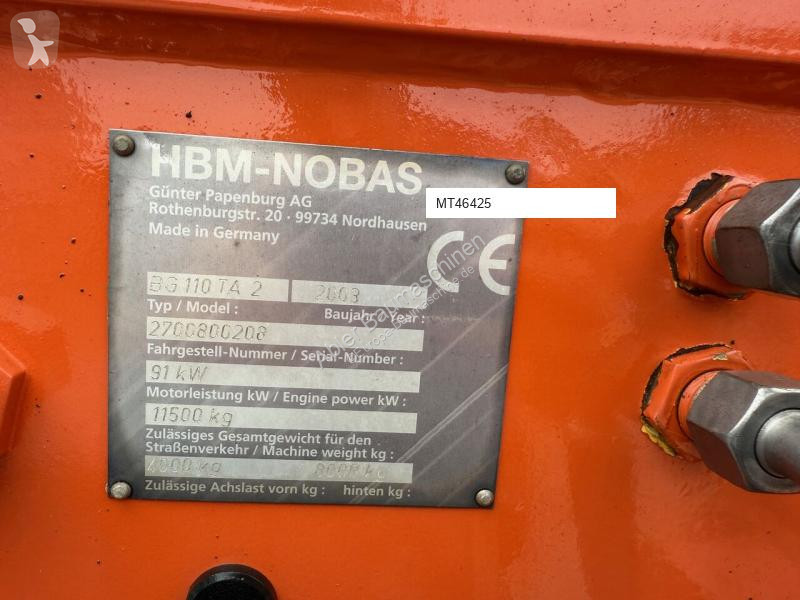 HBM-NOBAS
Günter Papenburg AG
Rothenburgstr. 20 · 99734 Nordhausen
MT46425
Made in Germany
CE
BG 110 TA 2 2003
Typ / Model : Baujahr / Year :
2700800208
Fahrgestell-Nummer / Serial-Number :
91 kW
Motorleistung kW / Engine power kW :
11500 kg
Zulässiges Gesamtgewicht für den
Straßenverkehr / Machine weight kg :
4000 kg 8000 kg
Zulässige Achslast vorn kg : hinten kg :
Alpler Baumaschinen